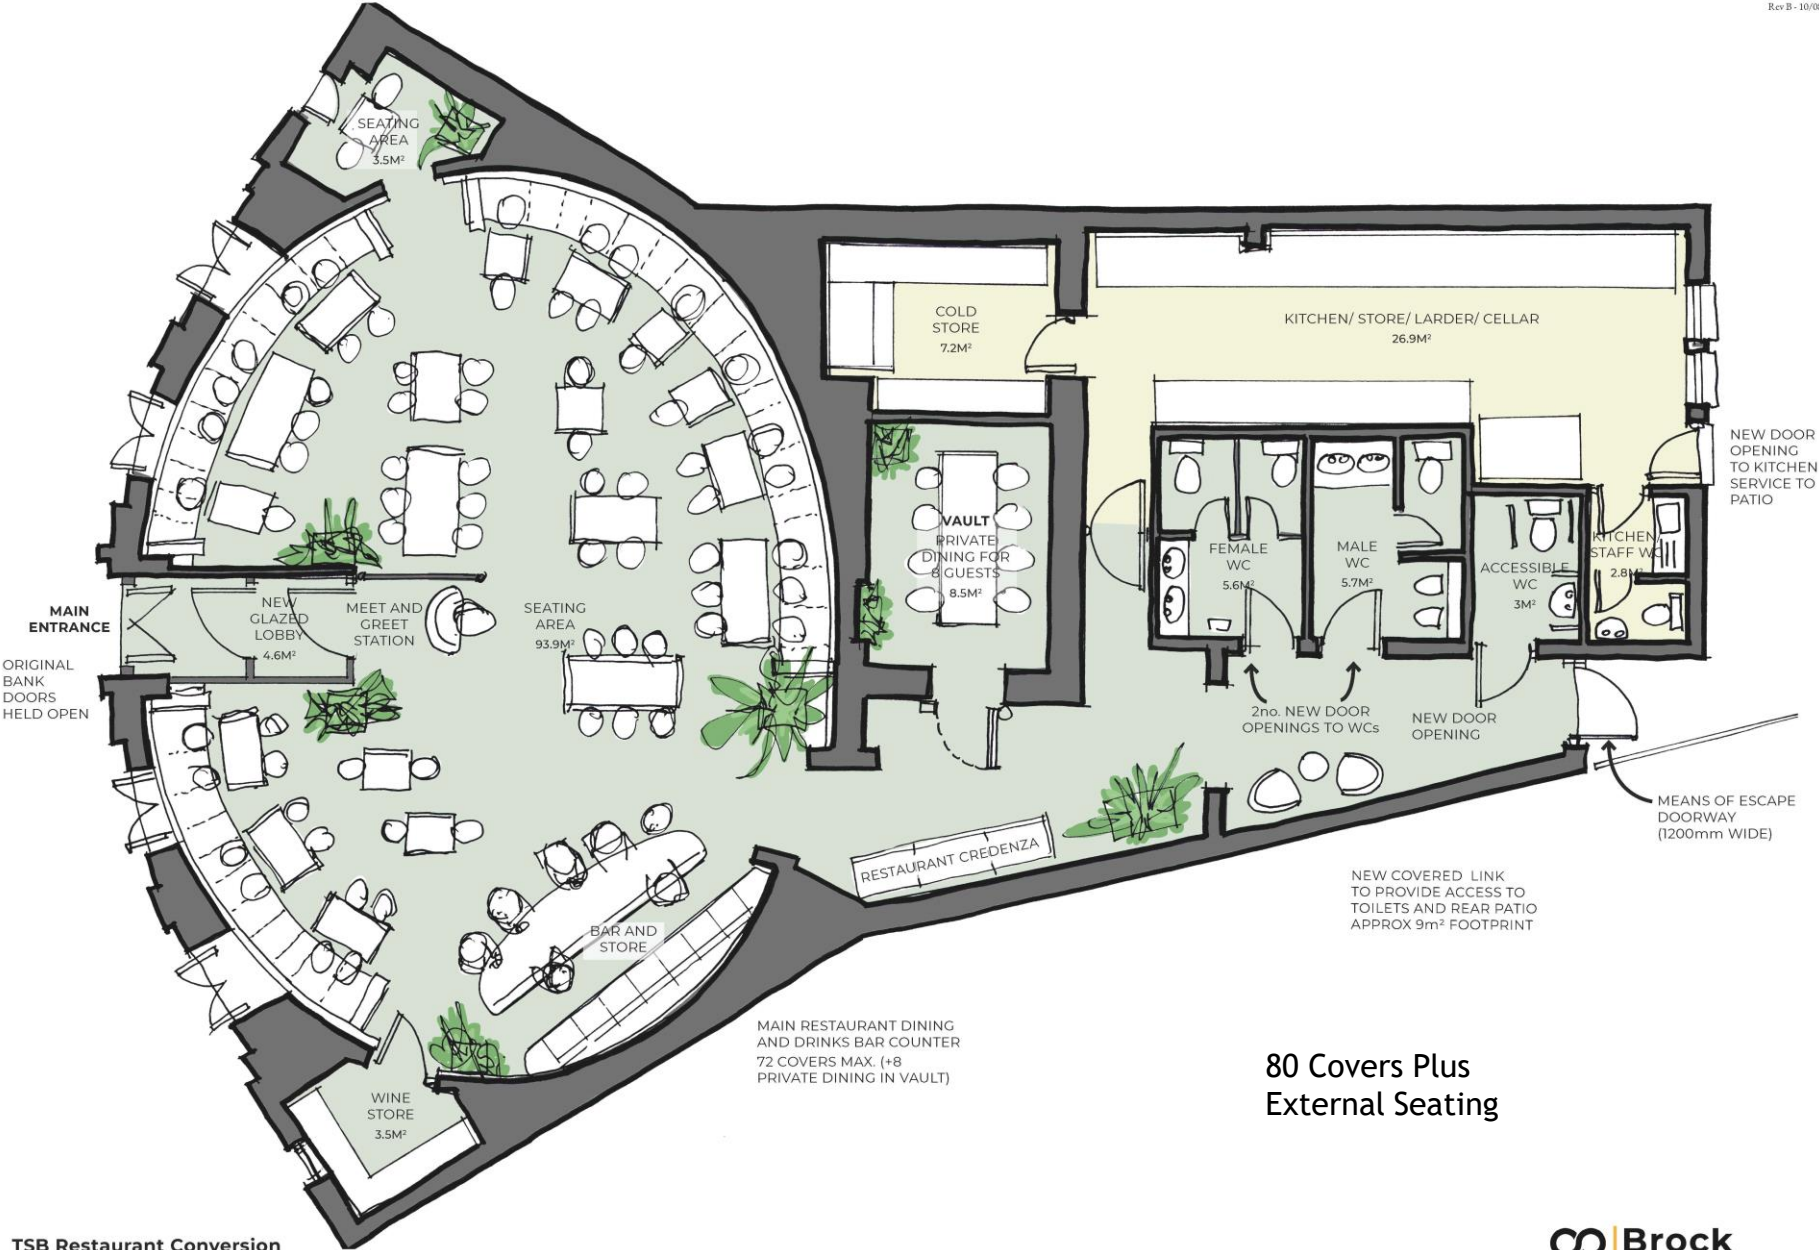 Rev B - 10/0
SEATING
AREA
3.5M²
COLD
STORE
7.2M²
KITCHEN/ STORE/ LARDER/ CELLAR
26.9M²
NEW DOOR
OPENING
TO KITCHEN
SERVICE TO
PATIO
VAULT
PRIVATE
DINING FOR
8 GUESTS
8.5M²
FEMALE
WC
5.6M²
MALE
WC
5.7M²
ACCESSIBLE
WC
3M²
KITCHEN/
STAFF WC
2.8M²
MAIN
ENTRANCE
ORIGINAL
BANK
DOORS
HELD OPEN
NEW
GLAZED
LOBBY
4.6M²
MEET AND
GREET
STATION
SEATING
AREA
93.9M²
2no. NEW DOOR
OPENINGS TO WCs
NEW DOOR
OPENING
MEANS OF ESCAPE
DOORWAY
(1200mm WIDE)
RESTAURANT CREDENZA
NEW COVERED LINK
TO PROVIDE ACCESS TO
TOILETS AND REAR PATIO
APPROX 9m² FOOTPRINT
BAR AND
STORE
MAIN RESTAURANT DINING
AND DRINKS BAR COUNTER
72 COVERS MAX. (+8
PRIVATE DINING IN VAULT)
WINE
STORE
3.5M²
80 Covers Plus
External Seating
TSB Restaurant Conversion
Brock